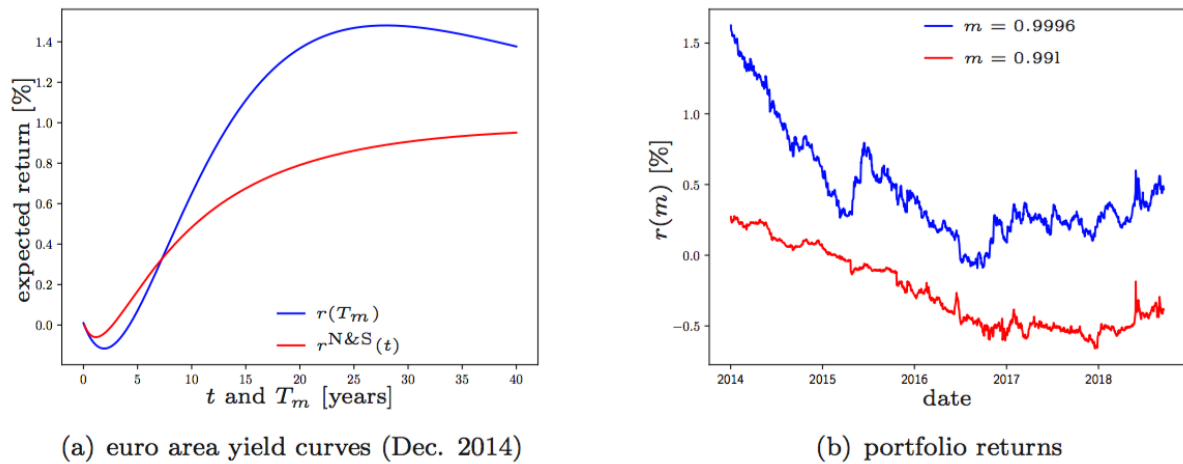 expected return [%]
1.4
1.2
1.0
0.8
0.6
0.4
0.2
0.0
r(T_m)
r^N&S(t)
0 5 10 15 20 25 30 35 40
t and T_m [years]
(a) euro area yield curves (Dec. 2014)
r(m) [%]
1.5
1.0
0.5
0.0
−0.5
m = 0.9996
m = 0.991
2014 2015 2016 2017 2018
date
(b) portfolio returns